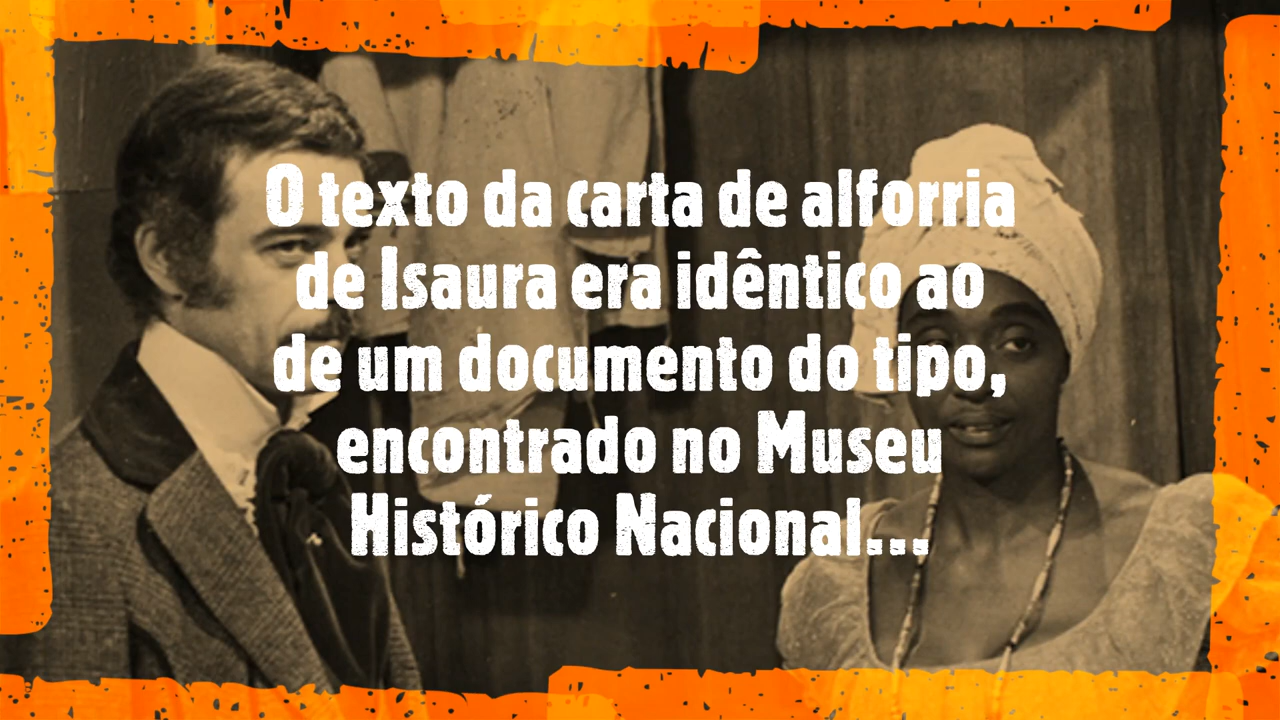 O texto da carta de alforria
de Isaura era idêntico ao
de um documento do tipo,
encontrado no Museu
Histórico Nacional...